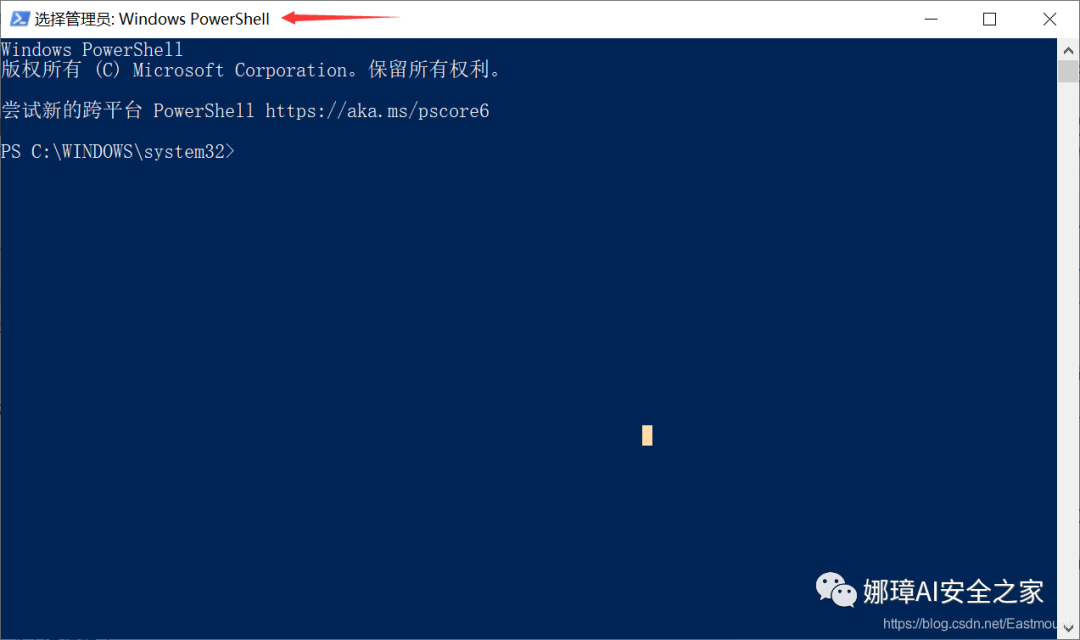 选择管理员: Windows PowerShell
Windows PowerShell
版权所有 (C) Microsoft Corporation。保留所有权利。
尝试新的跨平台 PowerShell https://aka.ms/pscore6
PS C:\WINDOWS\system32>
娜璋AI安全之家
https://blog.csdn.net/Eastmou